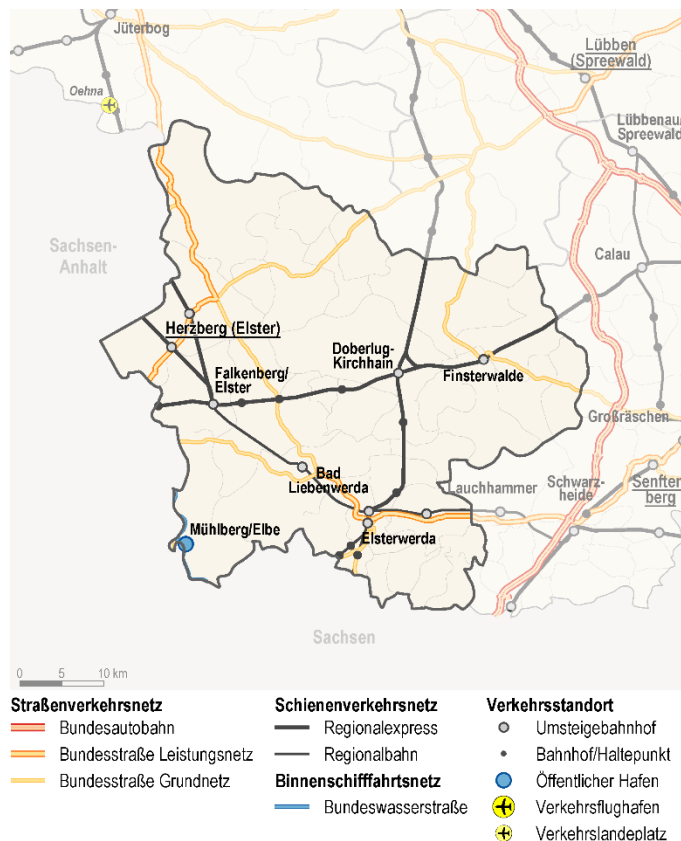 Jüterbog
Oehna
Lübben
(Spreewald)
Lübbenau/
Spreewald
Sachsen-
Anhalt
Calau
Herzberg (Elster)
Doberlug-
Kirchhain
Falkenberg/
Elster
Finsterwalde
Großräschen
Bad
Liebenwerda
Lauchhammer
Schwarz-
heide
Senften-
berg
Mühlberg/Elbe
Elsterwerda
Sachsen
0 5 10 km
Straßenverkehrsnetz
Bundesautobahn
Bundesstraße Leistungsnetz
Bundesstraße Grundnetz
Schienenverkehrsnetz
Regionalexpress
Regionalbahn
Binnenschifffahrtsnetz
Bundeswasserstraße
Verkehrsstandort
Umsteigebahnhof
Bahnhof/Haltepunkt
Öffentlicher Hafen
Verkehrsflughafen
Verkehrslandeplatz